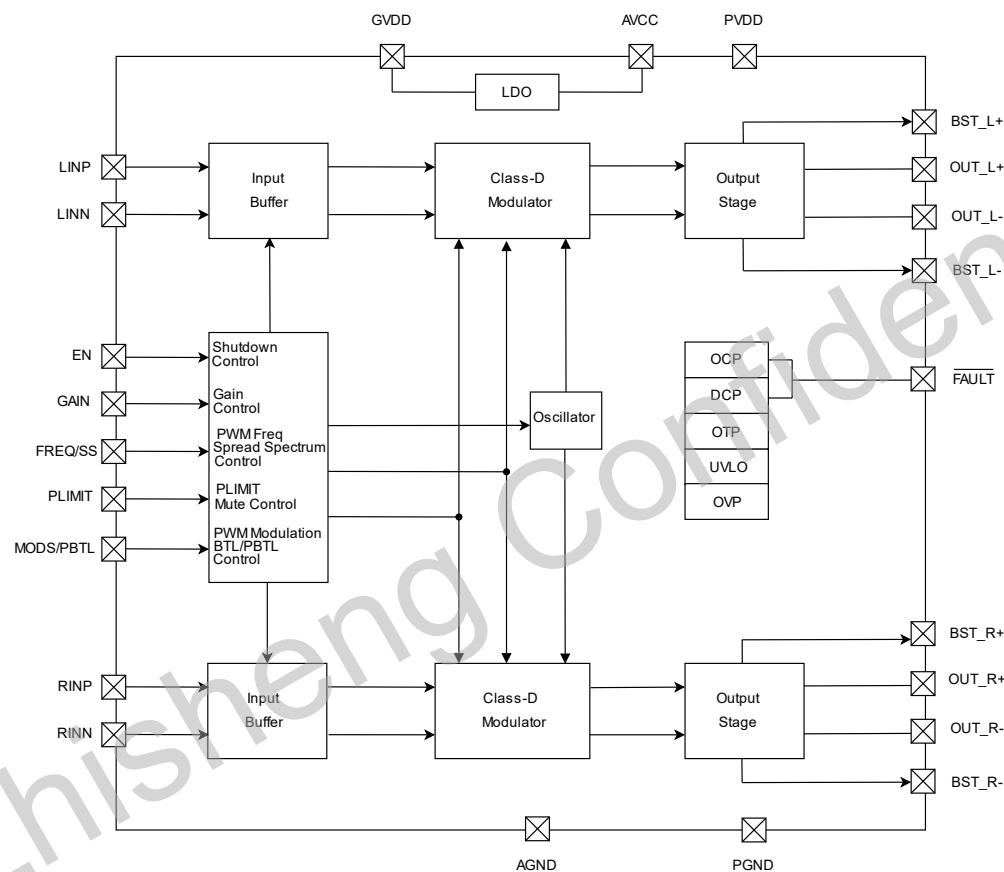 GVDD
AVCC
PVDD
LDO
BST_L+
LINP
Input
Buffer
Class-D
Modulator
Output
Stage
OUT_L+
LINN
OUT_L-
BST_L-
EN
Shutdown
Control
OCP
FAULT
GAIN
Gain
Control
Oscillator
DCP
FREQ/SS
PWM Freq
Spread Spectrum
Control
OTP
UVLO
PLIMIT
PLIMIT
Mute Control
OVP
MODS/PBTL
PWM Modulation
BTL/PBTL
Control
BST_R+
RINP
Input
Buffer
Class-D
Modulator
Output
Stage
OUT_R+
RINN
OUT_R-
BST_R-
AGND
PGND